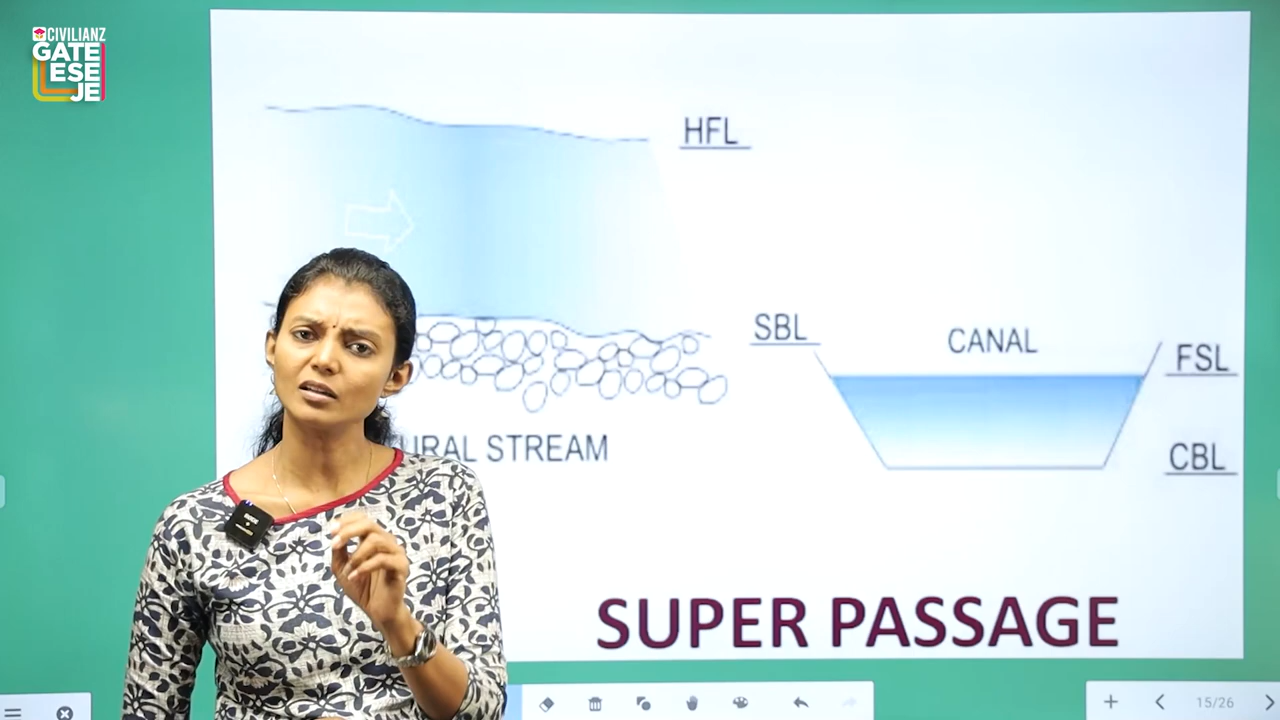 CIVILIANZ
GATE
ESE
JE
HFL
SBL
CANAL
FSL
URAL STREAM
CBL
SUPER PASSAGE
15/26